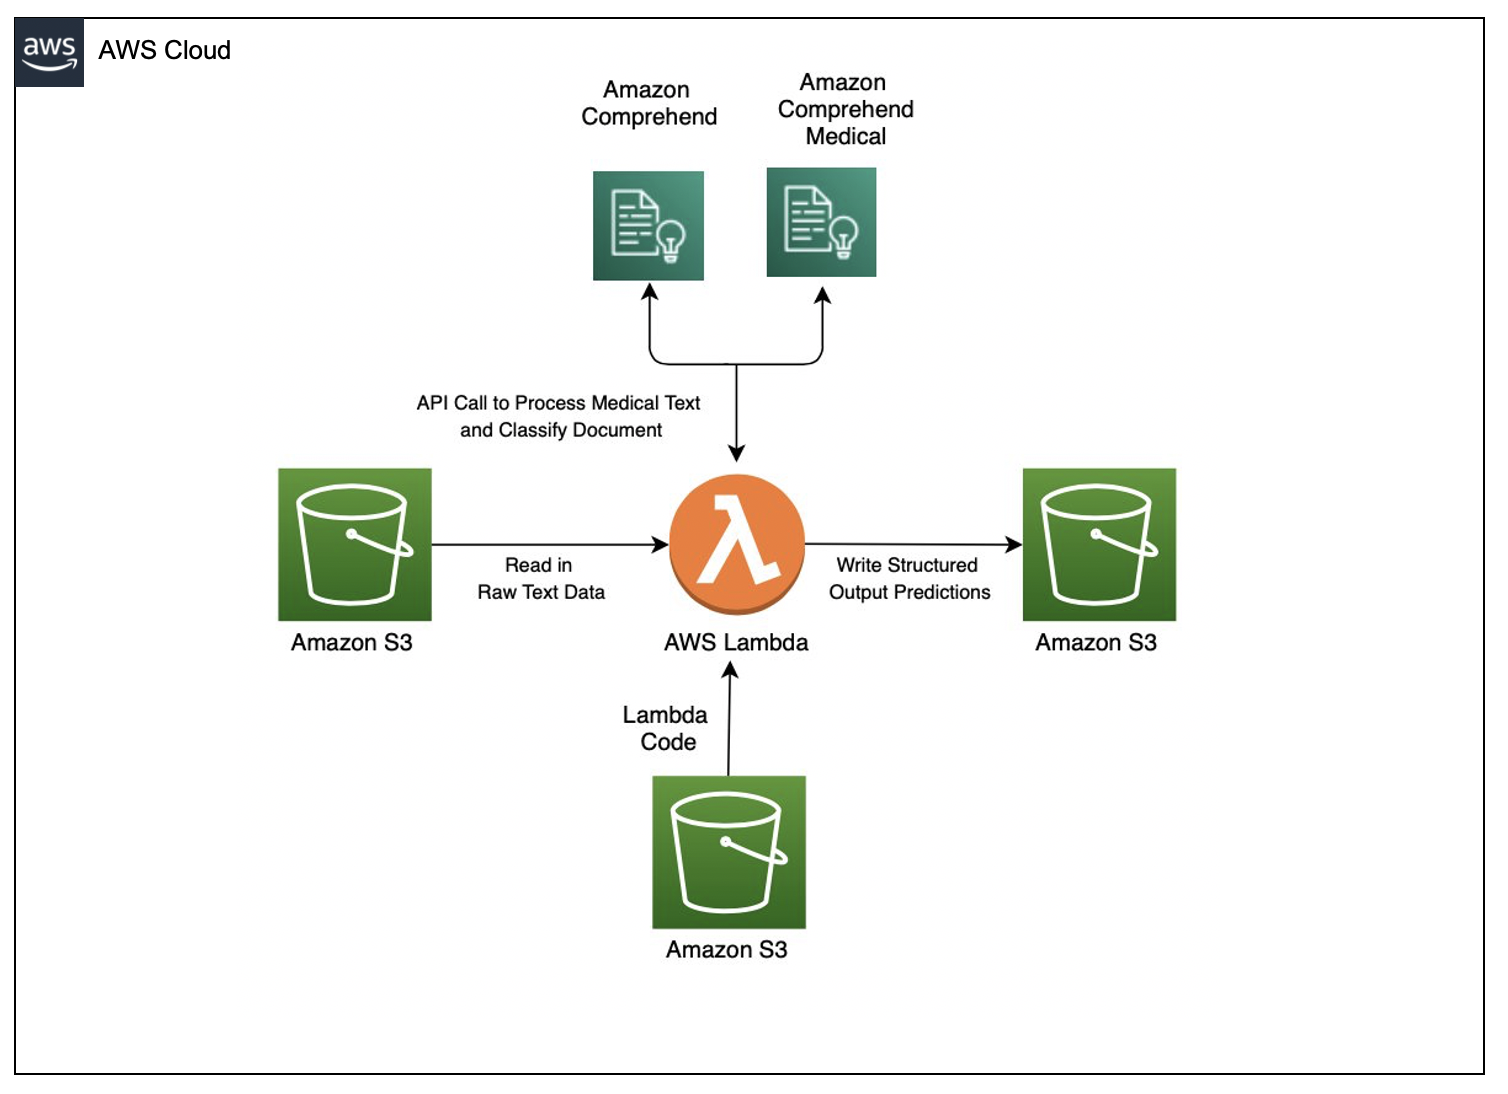 aws
AWS Cloud
Amazon
Comprehend
Amazon
Comprehend
Medical
API Call to Process Medical Text
and Classify Document
Read in
Raw Text Data
Write Structured
Output Predictions
Amazon S3
AWS Lambda
Amazon S3
Lambda
Code
Amazon S3